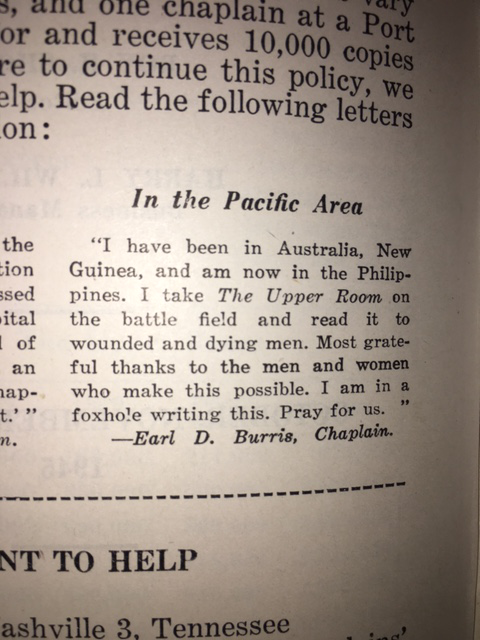 s, and one chaplain at a Port
or and receives 10,000 copies
re to continue this policy, we
elp. Read the following letters
on:
In the Pacific Area
the
tion
ssed
pital
l of
an
hap-
t.’ ”
n.
“I have been in Australia, New
Guinea, and am now in the Philip-
pines. I take The Upper Room on
the battle field and read it to
wounded and dying men. Most grate-
ful thanks to the men and women
who make this possible. I am in a
foxhole writing this. Pray for us. ”
—Earl D. Burris, Chaplain.
NT TO HELP
ashville 3, Tennessee